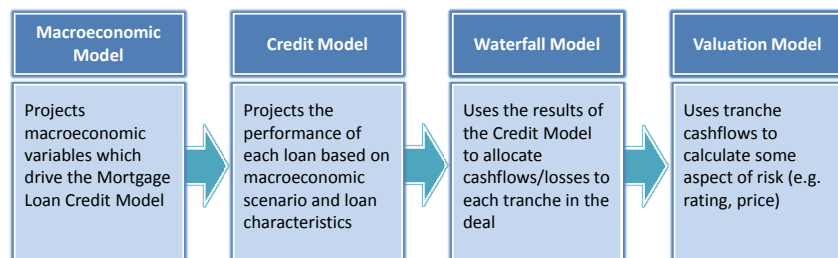 Macroeconomic
Model
Projects
macroeconomic
variables which
drive the Mortgage
Loan Credit Model
Credit Model
Projects the
performance of
each loan based on
macroeconomic
scenario and loan
characteristics
Waterfall Model
Uses the results of
the Credit Model
to allocate
cashflows/losses to
each tranche in the
deal
Valuation Model
Uses tranche
cashflows to
calculate some
aspect of risk (e.g.
rating, price)